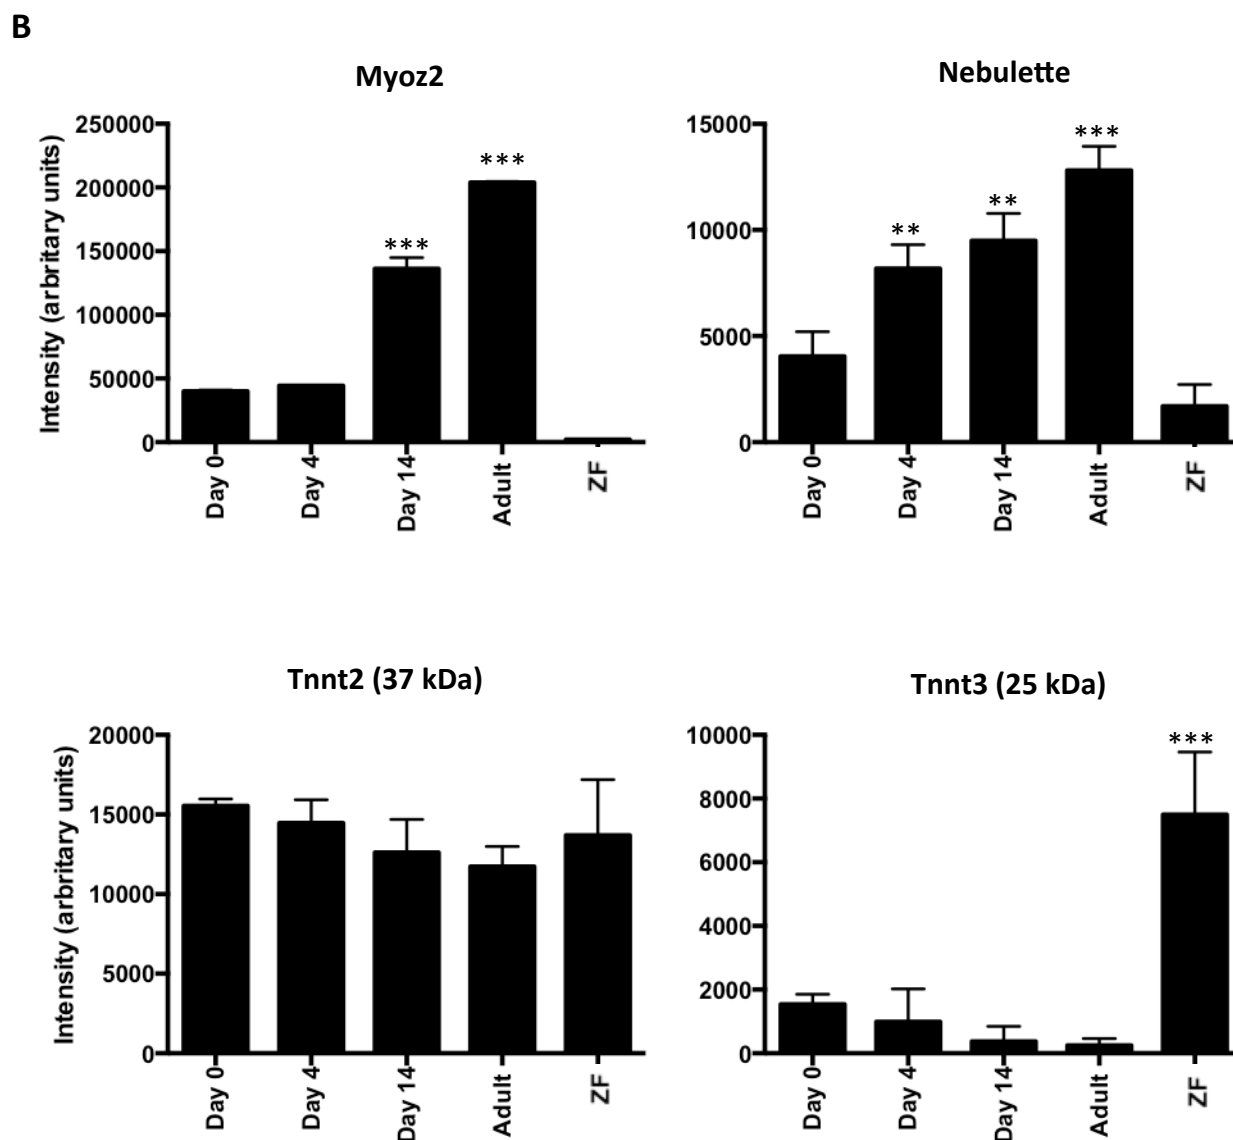 B
Myoz2
Intensity (arbritary units)
250000
200000
150000
100000
50000
0
***
***
Day 0
Day 4
Day 14
Adult
ZF
Nebulette
15000
10000
5000
0
**
**
***
Day 0
Day 4
Day 14
Adult
ZF
Tnnt2 (37 kDa)
Intensity (arbritary units)
20000
15000
10000
5000
0
Day 0
Day 4
Day 14
Adult
ZF
Tnnt3 (25 kDa)
10000
8000
6000
4000
2000
0
***
Day 0
Day 4
Day 14
Adult
ZF